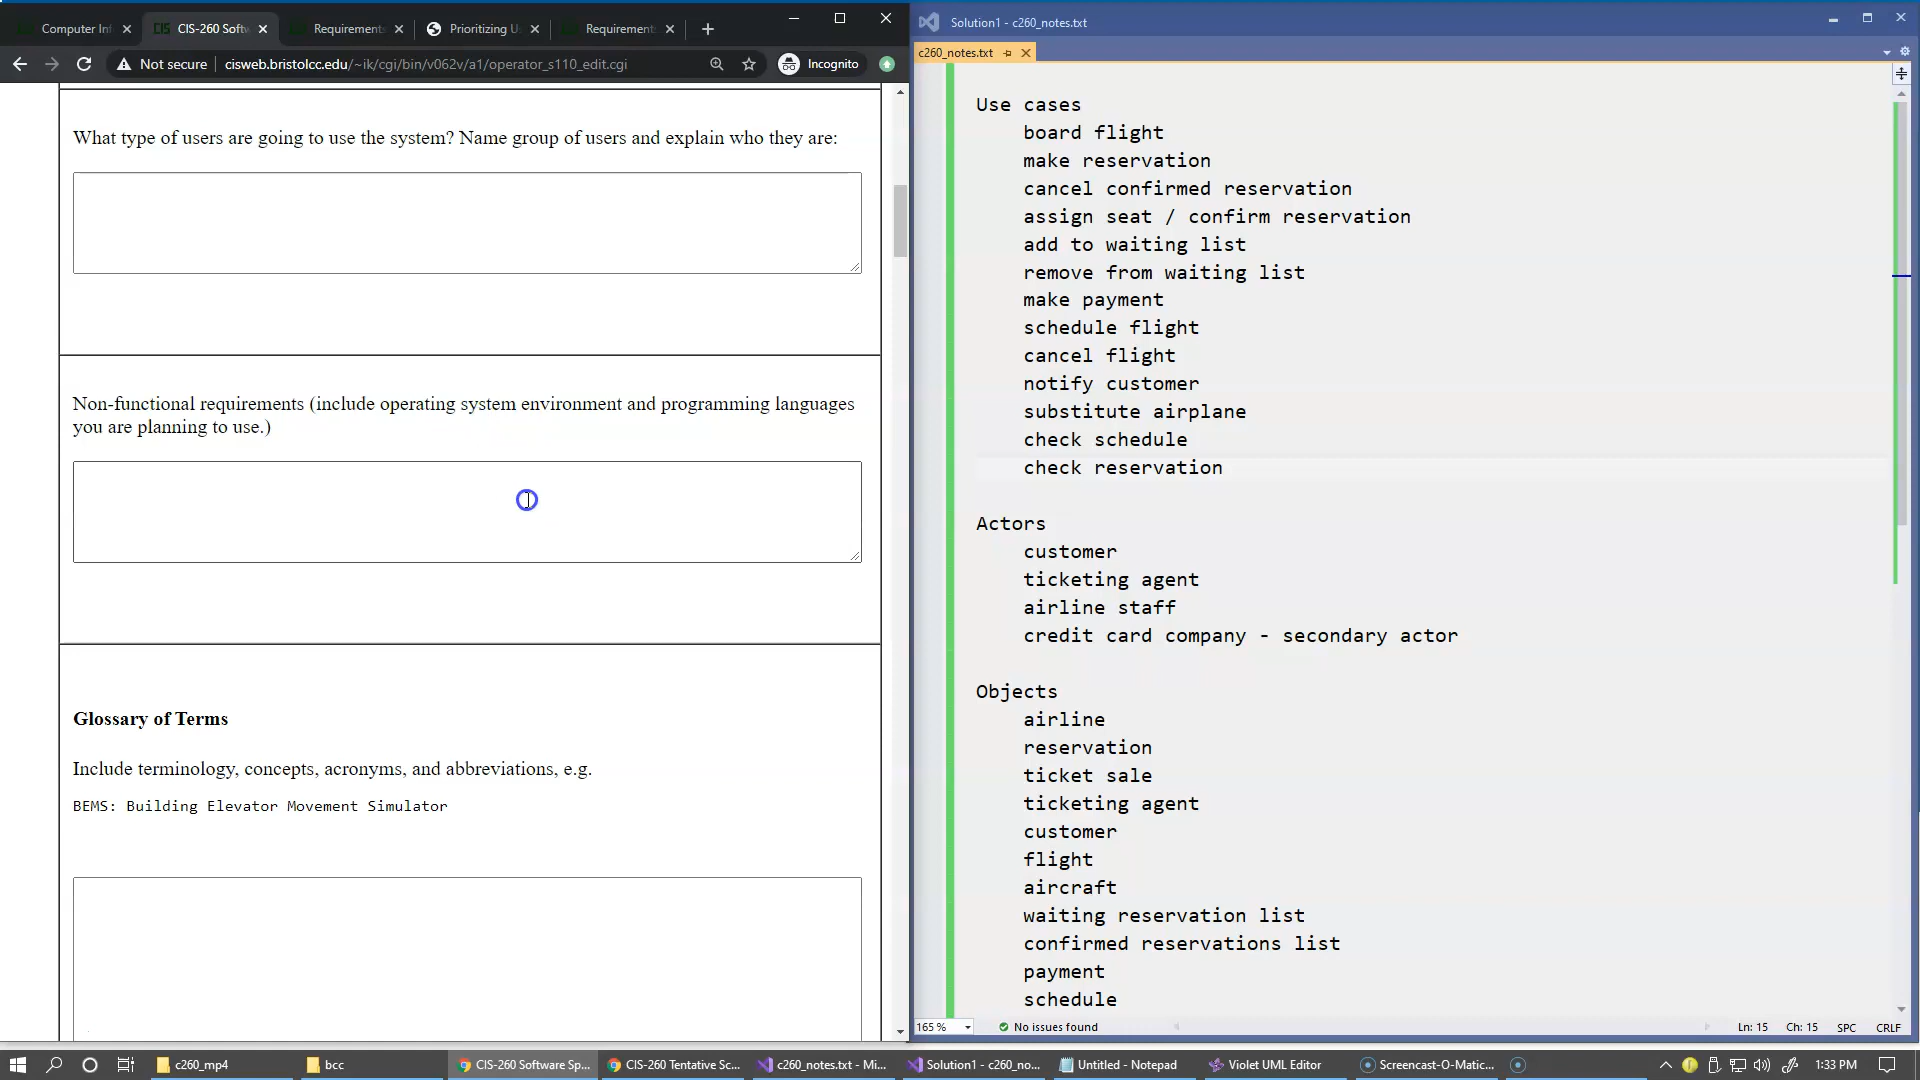 Computer In
CIS-260 Softw
Requirements
Prioritizing U
Requirement
Not secure
cisweb.bristolcc.edu/~ik/cgi/bin/v062v/a1/operator_s110_edit.cgi
Incognito
What type of users are going to use the system? Name group of users and explain who they are:
Non-functional requirements (include operating system environment and programming languages
you are planning to use.)
Glossary of Terms
Include terminology, concepts, acronyms, and abbreviations, e.g.
BEMS: Building Elevator Movement Simulator
Solution1 - c260_notes.txt
c260_notes.txt
Use cases
board flight
make reservation
cancel confirmed reservation
assign seat / confirm reservation
add to waiting list
remove from waiting list
make payment
schedule flight
cancel flight
notify customer
substitute airplane
check schedule
check reservation
Actors
customer
ticketing agent
airline staff
credit card company - secondary actor
Objects
airline
reservation
ticket sale
ticketing agent
customer
flight
aircraft
waiting reservation list
confirmed reservations list
payment
schedule
165 %
No issues found
Ln: 15
Ch: 15
SPC
CRLF
c260_mp4
bcc
CIS-260 Software Sp...
CIS-260 Tentative Sc...
c260_notes.txt - Mi...
Solution1 - c260_no...
Untitled - Notepad
Violet UML Editor
Screencast-O-Matic...
1:33 PM